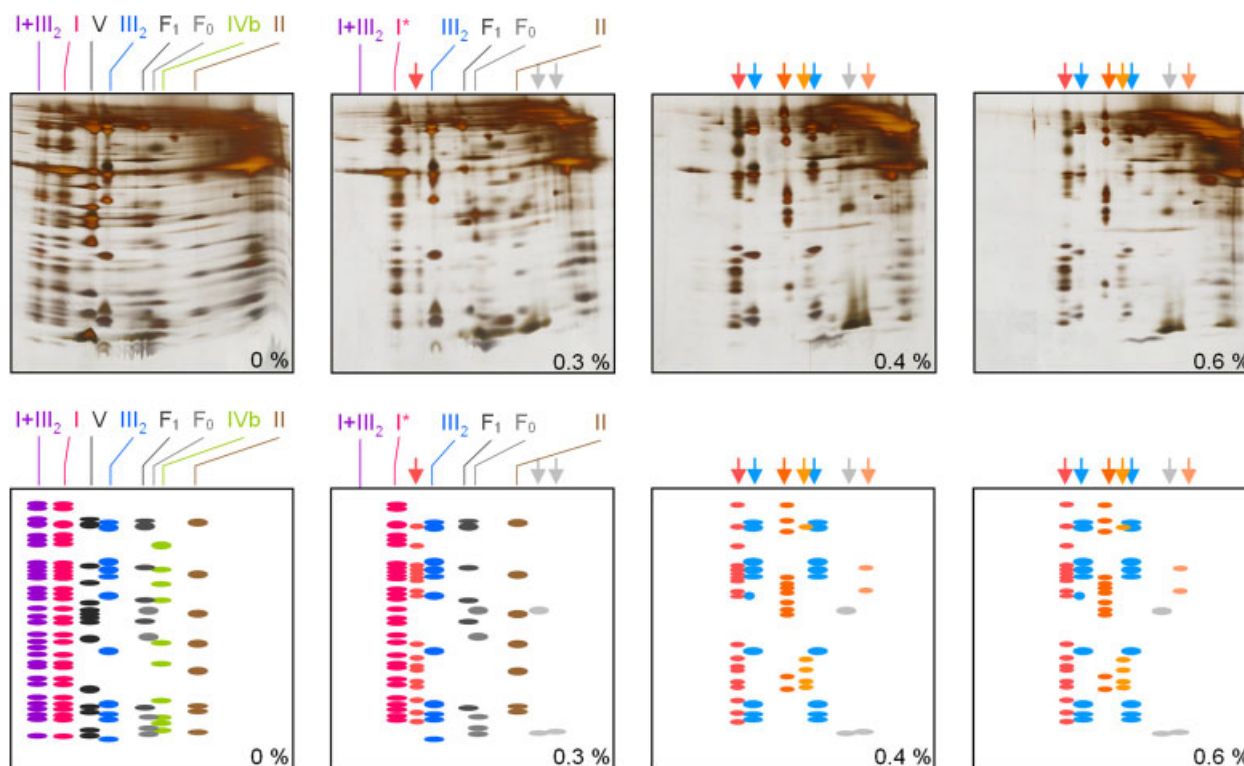 I+III₂ I V III₂ F₁ F₀ IVb II
I+III₂ I* III₂ F₁ F₀ II
0 %
0.3 %
0.4 %
0.6 %
I+III₂ I V III₂ F₁ F₀ IVb II
I+III₂ I* III₂ F₁ F₀ II
0 %
0.3 %
0.4 %
0.6 %